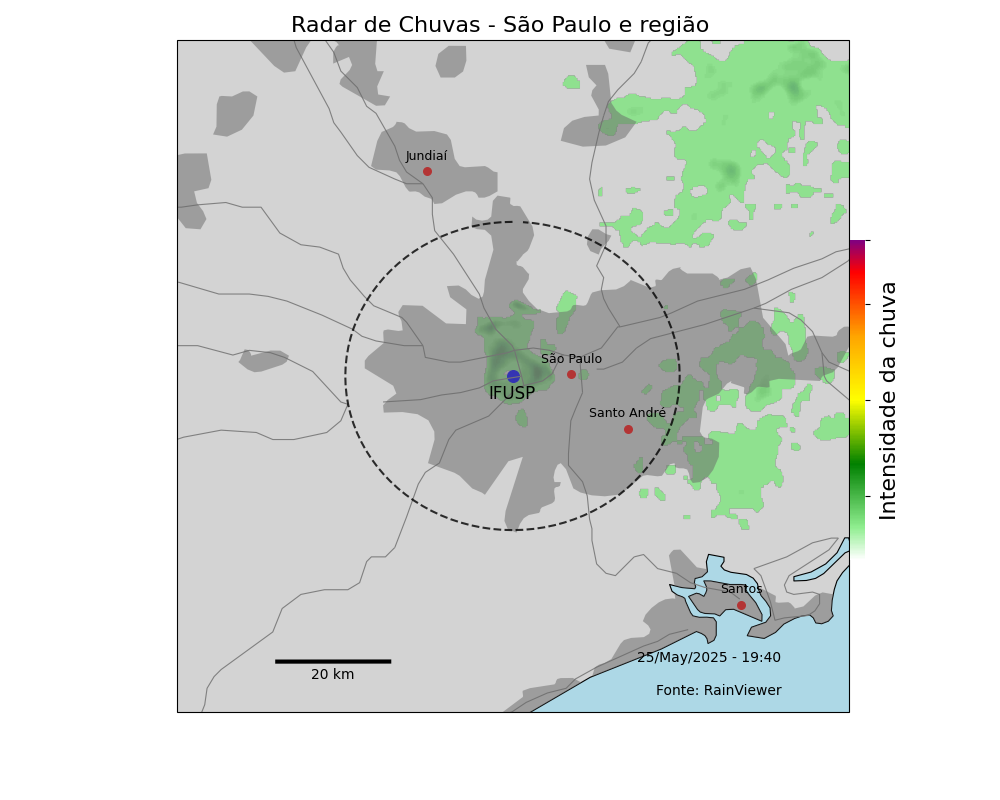 Radar de Chuvas - São Paulo e região
Jundiaí
São Paulo
IFUSP
Santo André
Intensidade da chuva
Santos
25/May/2025 - 19:40
20 km
Fonte: RainViewer